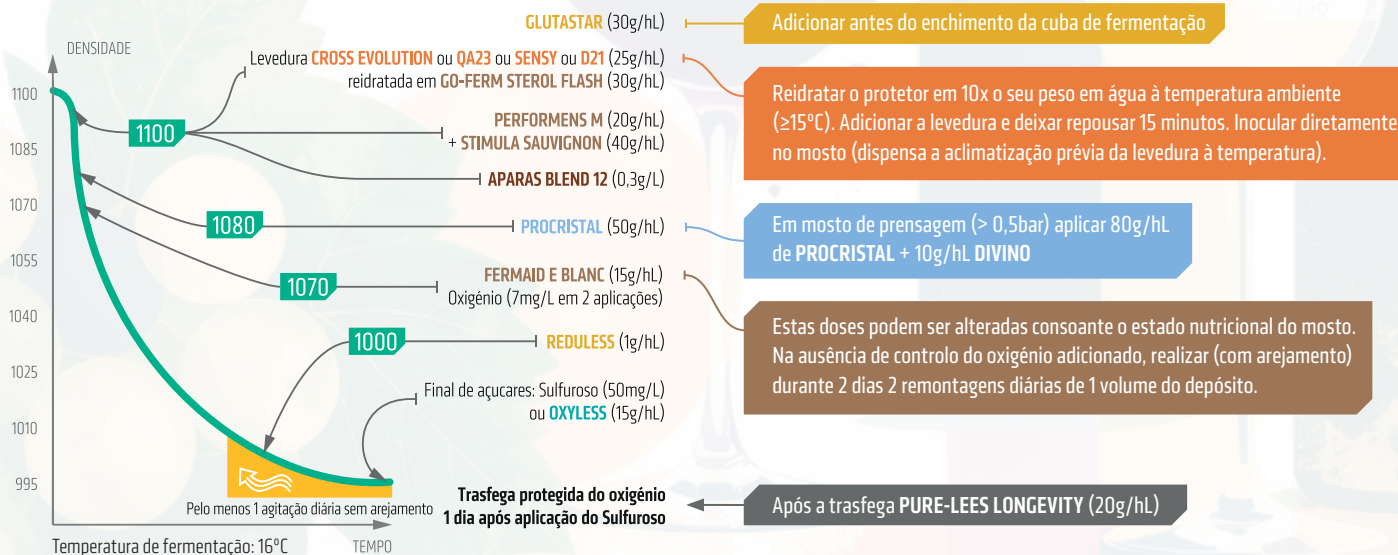 GLUTASTAR (30g/hL)
Adicionar antes do enchimento da cuba de fermentação
DENSIDADE
Levedura CROSS EVOLUTION ou QA23 ou SENSY ou D21 (25g/hL)
reidratada em GO-FERM STEROL FLASH (30g/hL)
Reidratar o protetor em 10x o seu peso em água à temperatura ambiente
(≥15ºC). Adicionar a levedura e deixar repousar 15 minutos. Inocular diretamente
no mosto (dispensa a aclimatização prévia da levedura à temperatura).
1100
1100
PERFORMENS M (20g/hL)
+ STIMULA SAUVIGNON (40g/hL)
1085
APARAS BLEND 12 (0,3g/L)
1070
1080
PROCRISTAL (50g/hL)
Em mosto de prensagem (> 0,5bar) aplicar 80g/hL
de PROCRISTAL + 10g/hL DIVINO
1055
1070
FERMAID E BLANC (15g/hL)
Oxigénio (7mg/L em 2 aplicações)
Estas doses podem ser alteradas consoante o estado nutricional do mosto.
Na ausência de controlo do oxigénio adicionado, realizar (com arejamento)
durante 2 dias 2 remontagens diárias de 1 volume do depósito.
1040
1000
REDULESS (1g/hL)
1025
Final de açucares: Sulfuroso (50mg/L)
ou OXYLESS (15g/hL)
1010
995
Pelo menos 1 agitação diária sem arejamento
Trasfega protegida do oxigénio
1 dia após aplicação do Sulfuroso
Após a trasfega PURE-LEES LONGEVITY (20g/hL)
Temperatura de fermentação: 16ºC
TEMPO